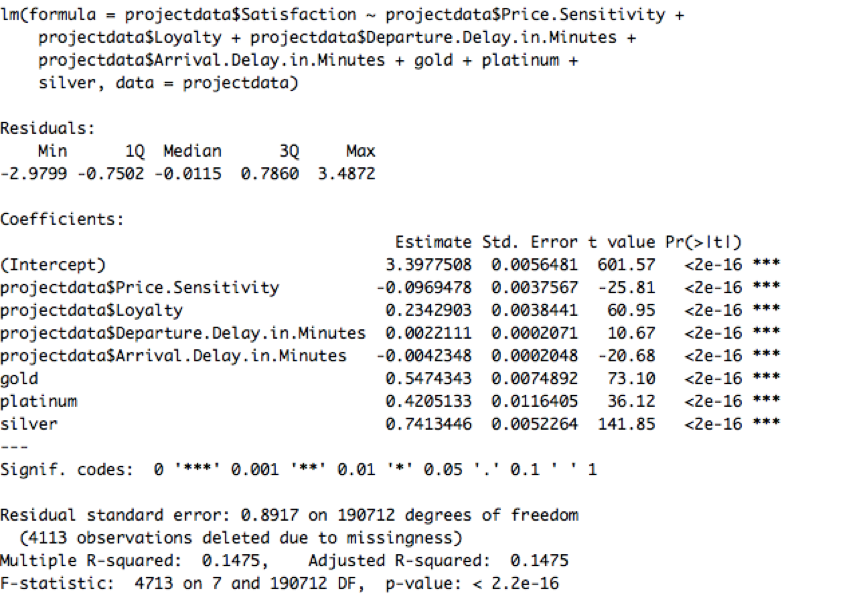 lm(formula = projectdata$Satisfaction ~ projectdata$Price.Sensitivity +
    projectdata$Loyalty + projectdata$Departure.Delay.in.Minutes +
    projectdata$Arrival.Delay.in.Minutes + gold + platinum +
    silver, data = projectdata)

Residuals:
    Min      1Q  Median      3Q     Max
-2.9799 -0.7502 -0.0115  0.7860  3.4872

Coefficients:
                                         Estimate Std. Error t value Pr(>|t|)
(Intercept)                             3.3977508  0.0056481  601.57   <2e-16 ***
projectdata$Price.Sensitivity          -0.0969478  0.0037567  -25.81   <2e-16 ***
projectdata$Loyalty                     0.2342903  0.0038441   60.95   <2e-16 ***
projectdata$Departure.Delay.in.Minutes  0.0022111  0.0002071   10.67   <2e-16 ***
projectdata$Arrival.Delay.in.Minutes   -0.0042348  0.0002048  -20.68   <2e-16 ***
gold                                    0.5474343  0.0074892   73.10   <2e-16 ***
platinum                                0.4205133  0.0116405   36.12   <2e-16 ***
silver                                  0.7413446  0.0052264  141.85   <2e-16 ***
---
Signif. codes:  0 '***' 0.001 '**' 0.01 '*' 0.05 '.' 0.1 ' ' 1

Residual standard error: 0.8917 on 190712 degrees of freedom
  (4113 observations deleted due to missingness)
Multiple R-squared:  0.1475,    Adjusted R-squared:  0.1475
F-statistic:  4713 on 7 and 190712 DF,  p-value: < 2.2e-16